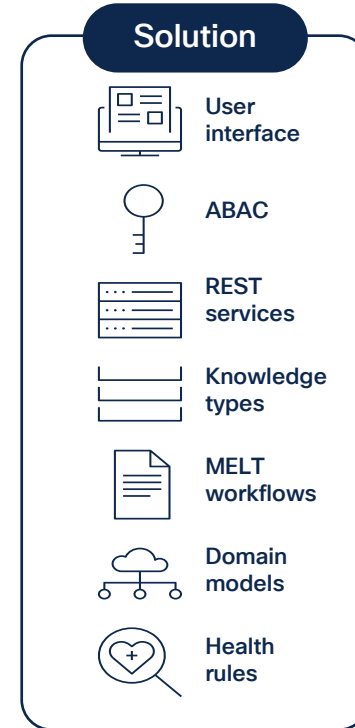 Solution
User
interface
ABAC
REST
services
Knowledge
types
MELT
workflows
Domain
models
Health
rules